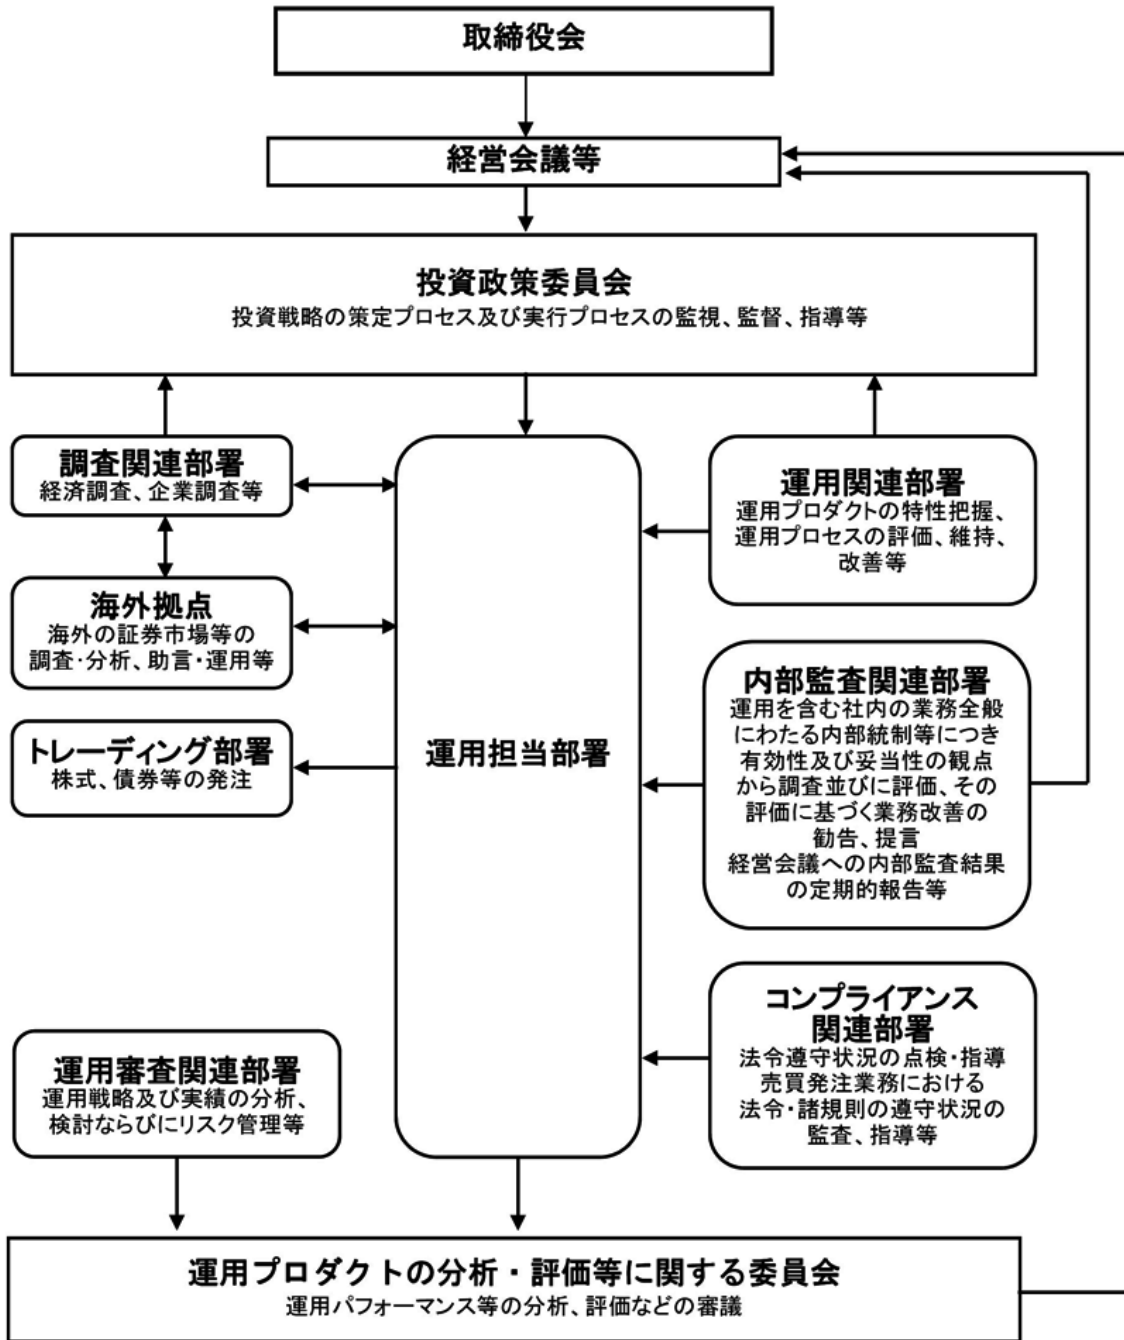 取締役会
経営会議等
投資政策委員会
投資戦略の策定プロセス及び実行プロセスの監視、監督、指導等
調査関連部署
経済調査、企業調査等
海外拠点
海外の証券市場等の
調査・分析、助言・運用等
トレーディング部署
株式、債券等の発注
運用担当部署
運用関連部署
運用プロダクトの特性把握、
運用プロセスの評価、維持、
改善等
内部監査関連部署
運用を含む社内の業務全般
にわたる内部統制等につき
有効性及び妥当性の観点
から調査並びに評価、その
評価に基づく業務改善の
勧告、提言
経営会議への内部監査結果
の定期的報告等
コンプライアンス
関連部署
法令遵守状況の点検・指導
売買発注業務における
法令・諸規則の遵守状況の
監査、指導等
運用審査関連部署
運用戦略及び実績の分析、
検討ならびにリスク管理等
運用プロダクトの分析・評価等に関する委員会
運用パフォーマンス等の分析、評価などの審議